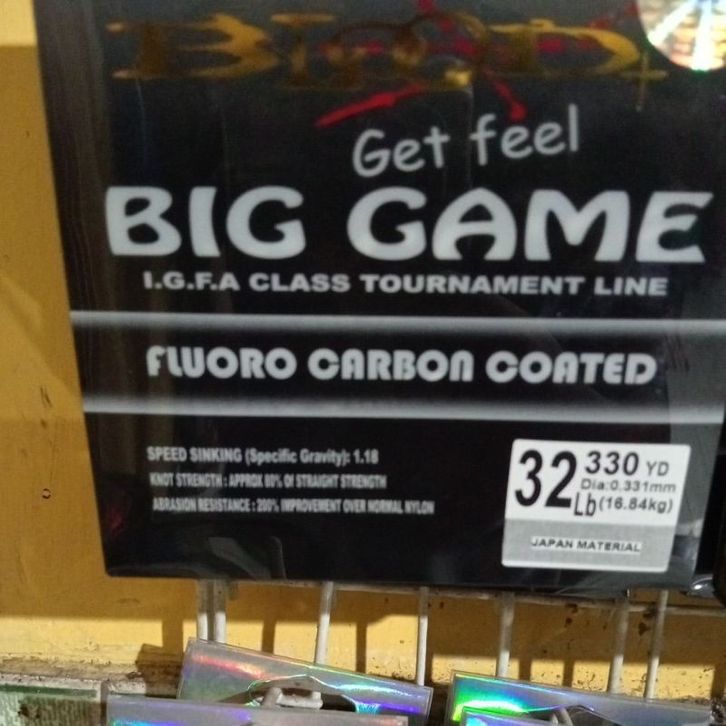 Get feel
BIG GAME
I.G.F.A CLASS TOURNAMENT LINE
FLUORO CARBON COATED
SPEED SINKING (Specific Gravity): 1.18
KNOT STRENGTH : APPROX 80% Of STRAIGHT STRENGTH
ABRASION RESISTANCE : 200% IMPROVEMENT OVER NORMAL NYLON
32 Lb
330 YD
Dia:0.331mm
(16.84kg)
JAPAN MATERIAL